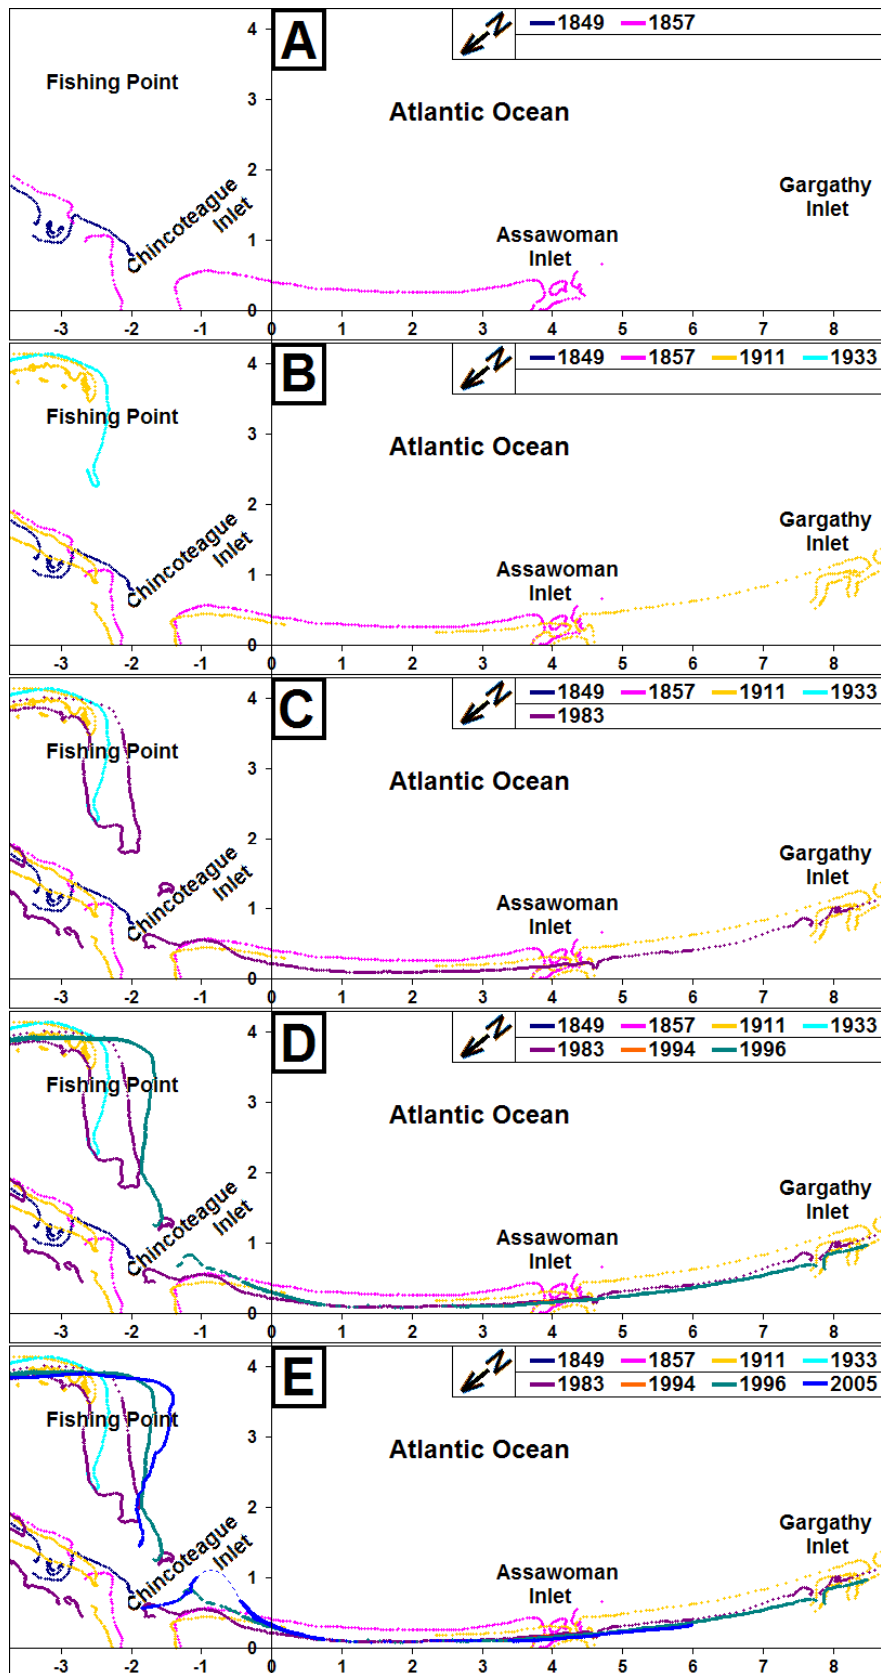 4
A
N
1849
1857
Fishing Point
3
Atlantic Ocean
2
Gargathy
Inlet
Chincoteague
Inlet
1
Assawoman
Inlet
0
-3 -2 -1 0 1 2 3 4 5 6 7 8
4
B
N
1849 1857 1911 1933
Fishing Point
3
Atlantic Ocean
2
Gargathy
Inlet
Chincoteague
Inlet
1
Assawoman
Inlet
0
-3 -2 -1 0 1 2 3 4 5 6 7 8
4
C
N
1849 1857 1911 1933
1983
Fishing Point
3
Atlantic Ocean
2
Gargathy
Inlet
Chincoteague
Inlet
1
Assawoman
Inlet
0
-3 -2 -1 0 1 2 3 4 5 6 7 8
4
D
N
1849 1857 1911 1933
1983 1994 1996
Fishing Point
3
Atlantic Ocean
2
Gargathy
Inlet
Chincoteague
Inlet
1
Assawoman
Inlet
0
-3 -2 -1 0 1 2 3 4 5 6 7 8
4
E
N
1849 1857 1911 1933
1983 1994 1996 2005
Fishing Point
3
Atlantic Ocean
2
Gargathy
Inlet
Chincoteague
Inlet
1
Assawoman
Inlet
0
-3 -2 -1 0 1 2 3 4 5 6 7 8